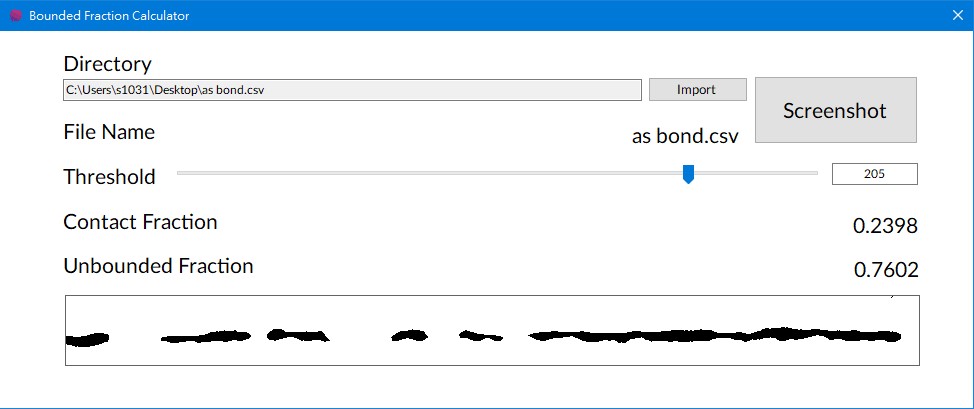 Bounded Fraction Calculator
Directory
C:\Users\s1031\Desktop\as bond.csv
Import
Screenshot
File Name
as bond.csv
Threshold
205
Contact Fraction
0.2398
Unbounded Fraction
0.7602